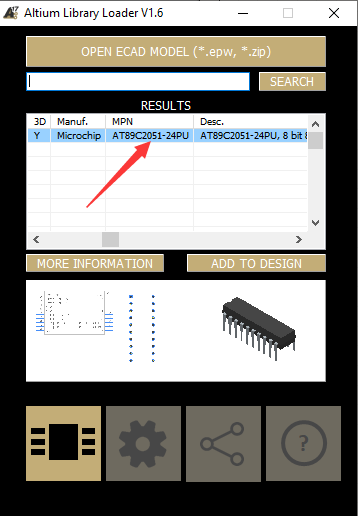 Altium Library Loader V1.6
OPEN ECAD MODEL (*.epw, *.zip)
SEARCH
RESULTS
3D Manuf. MPN Desc.
Y Microchip AT89C2051-24PU AT89C2051-24PU, 8 bit 8
MORE INFORMATION ADD TO DESIGN
?